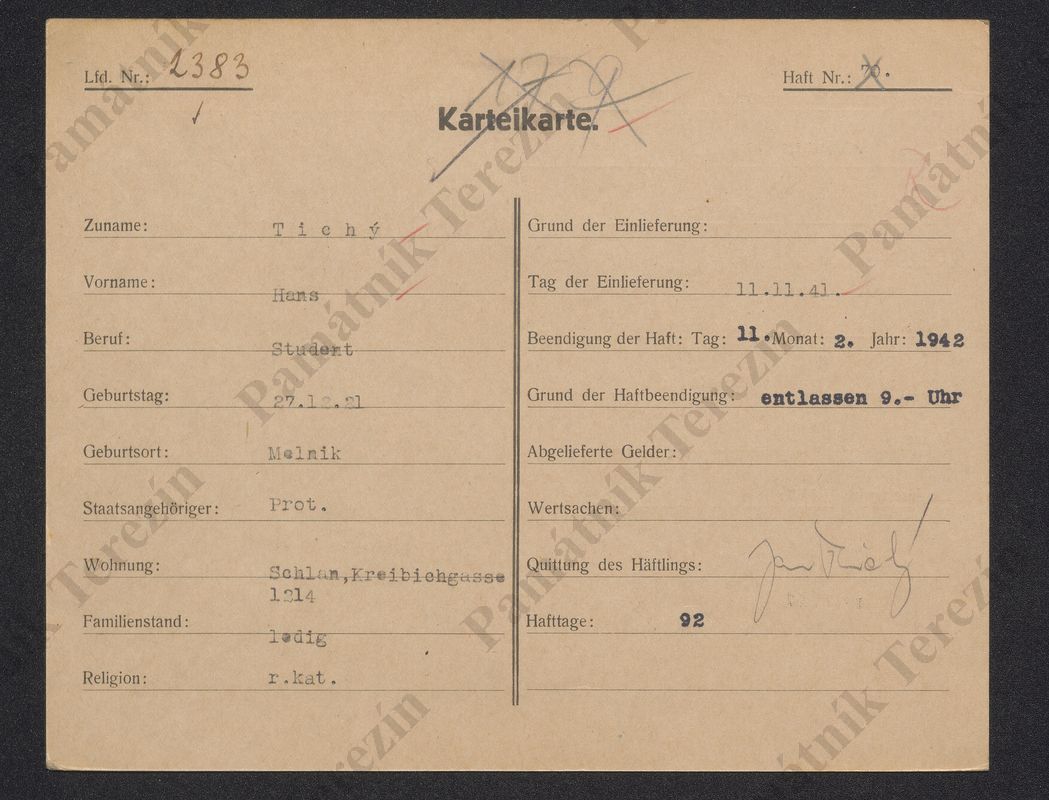 Lfd. Nr.: 2383
Haft Nr.: 70.
Karteikarte.
Zuname: Tichý
Vorname: Hans
Beruf: Student
Geburtstag: 27.12.21
Geburtsort: Melnik
Staatsangehöriger: Prot.
Wohnung: Schlan,Kreibichgasse
1214
Familienstand: ledig
Religion: r.kat.
Grund der Einlieferung:
Tag der Einlieferung: 11.11.41.
Beendigung der Haft: Tag: 11. Monat: 2. Jahr: 1942
Grund der Haftbeendigung: entlassen 9.- Uhr
Abgelieferte Gelder:
Wertsachen:
Quittung des Häftlings: Jan Tichý
Hafttage: 92
Památník Terezín